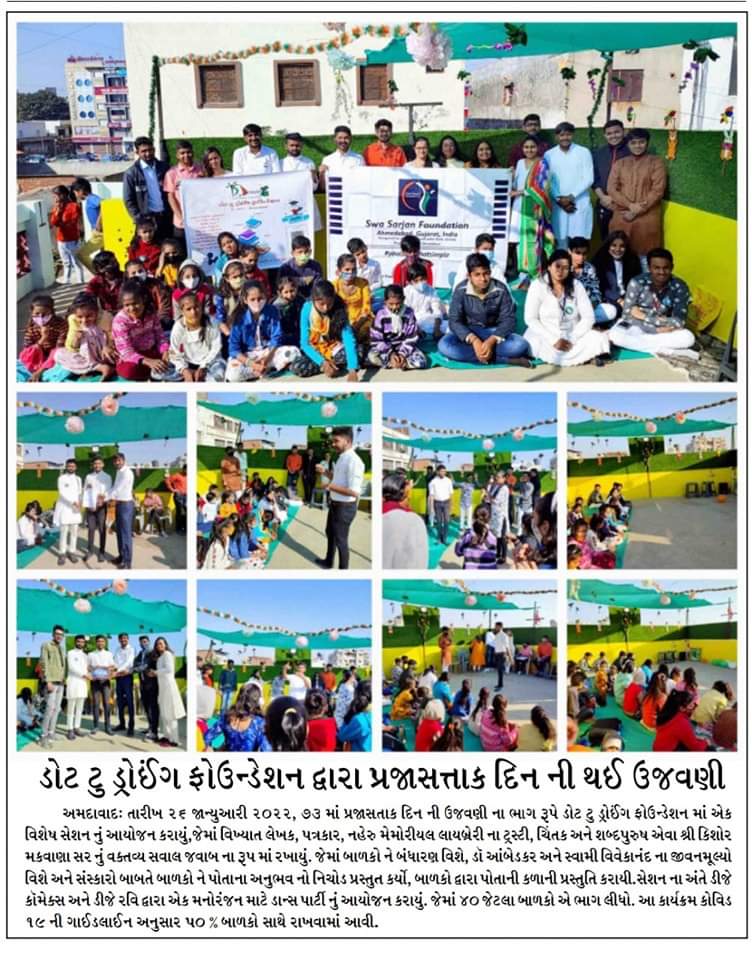 ડોટ ટુ ડ્રોઈંગ ફાઉન્ડેશન
Swa Sarjan Foundation
Ahmedabad, Gujarat, India
ડોટ ટુ ડ્રોઈંગ ફોઉન્ડેશન દ્વારા પ્રજાસત્તાક દિન ની થઈ ઉજવણી
અમદાવાદ: તારીખ ૨૬ જાન્યુઆરી ૨૦૨૨, ૭૩ માં પ્રજાસતાક દિન ની ઉજવણી ના ભાગ રૂપે ડોટ ટુ ડ્રોઈંગ ફોઉન્ડેશન માં એક
વિશેષ સેશન નું આયોજન કરાયું,જેમાં વિખ્યાત લેખક, પત્રકાર, નહેરુ મેમોરીયલ લાયબ્રેરી ના ટ્રસ્ટી, ચિંતક અને શબ્દપુરુષ એવા શ્રી કિશોર
મકવાણા સર નું વક્તવ્ય સવાલ જવાબ ના રૂપ માં રખાયું. જેમાં બાળકો ને બંધારણ વિશે, ડૉ આંબેડકર અને સ્વામી વિવેકાનંદ ના જીવનમૂલ્યો
વિશે અને સંસ્કારો બાબતે બાળકો ને પોતાના અનુભવ નો નિચોડ પ્રસ્તુત કર્યો, બાળકો દ્વારા પોતાની કળાની પ્રસ્તુતિ કરાયી.સેશન ના અંતે ડીજે
કૉમેક્સ અને ડીજે રવિ દ્વારા એક મનોરંજન માટે ડાન્સ પાર્ટી નું આયોજન કરાયું. જેમાં ૪૦ જેટલા બાળકો એ ભાગ લીધો. આ કાર્યક્રમ કોવિડ
૧૯ ની ગાઈડલાઈન અનુસાર ૫૦ % બાળકો સાથે રાખવામાં આવી.